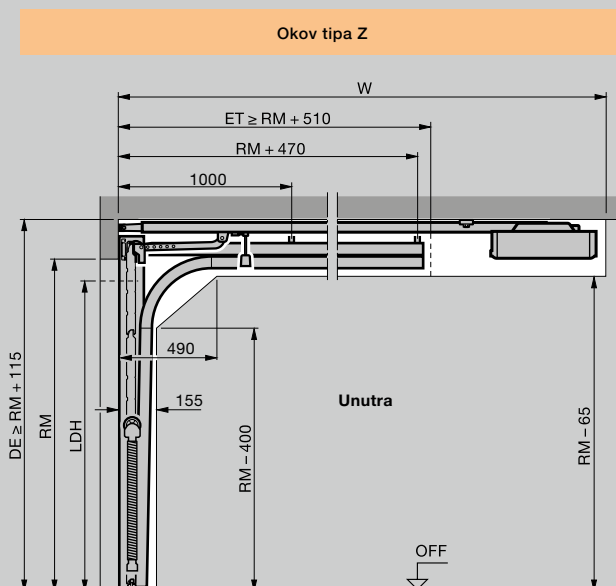 Okov tipa Z
W
ET ≥ RM + 510
RM + 470
1000
490
155
Unutra
DE ≥ RM + 115
RM
LDH
RM – 400
RM – 65
OFF